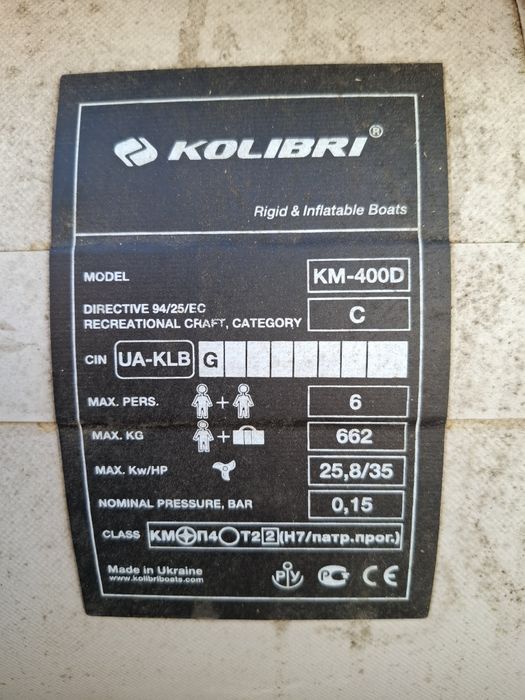 KOLIBRI®
Rigid & Inflatable Boats
MODEL KM-400D
DIRECTIVE 94/25/EC
RECREATIONAL CRAFT, CATEGORY C
CIN UA-KLB G
MAX. PERS. + 6
MAX. KG + 662
MAX. Kw/HP 25,8/35
NOMINAL PRESSURE, BAR 0,15
CLASS КМ П4 Т2 2 (Н7/патр.прог.)
Made in Ukraine
www.kolibriboats.com
РУ РС CE